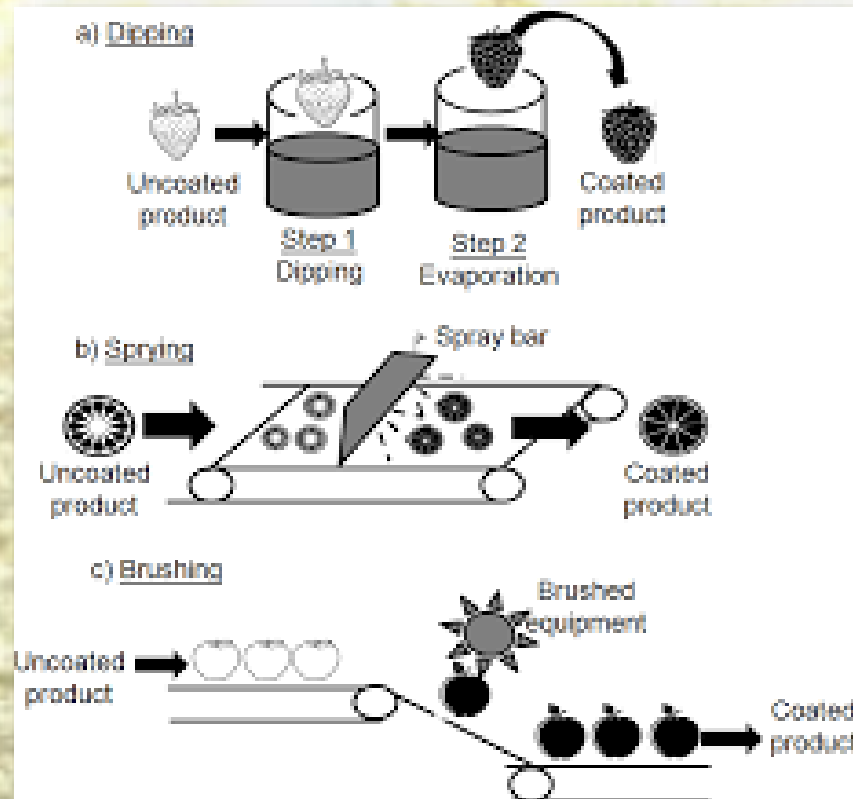 a) Dipping
Uncoated
product
Step 1
Dipping
Step 2
Evaporation
Coated
product
b) Sprying
Spray bar
Uncoated
product
Coated
product
c) Brushing
Brushed
equipment
Uncoated
product
Coated
product